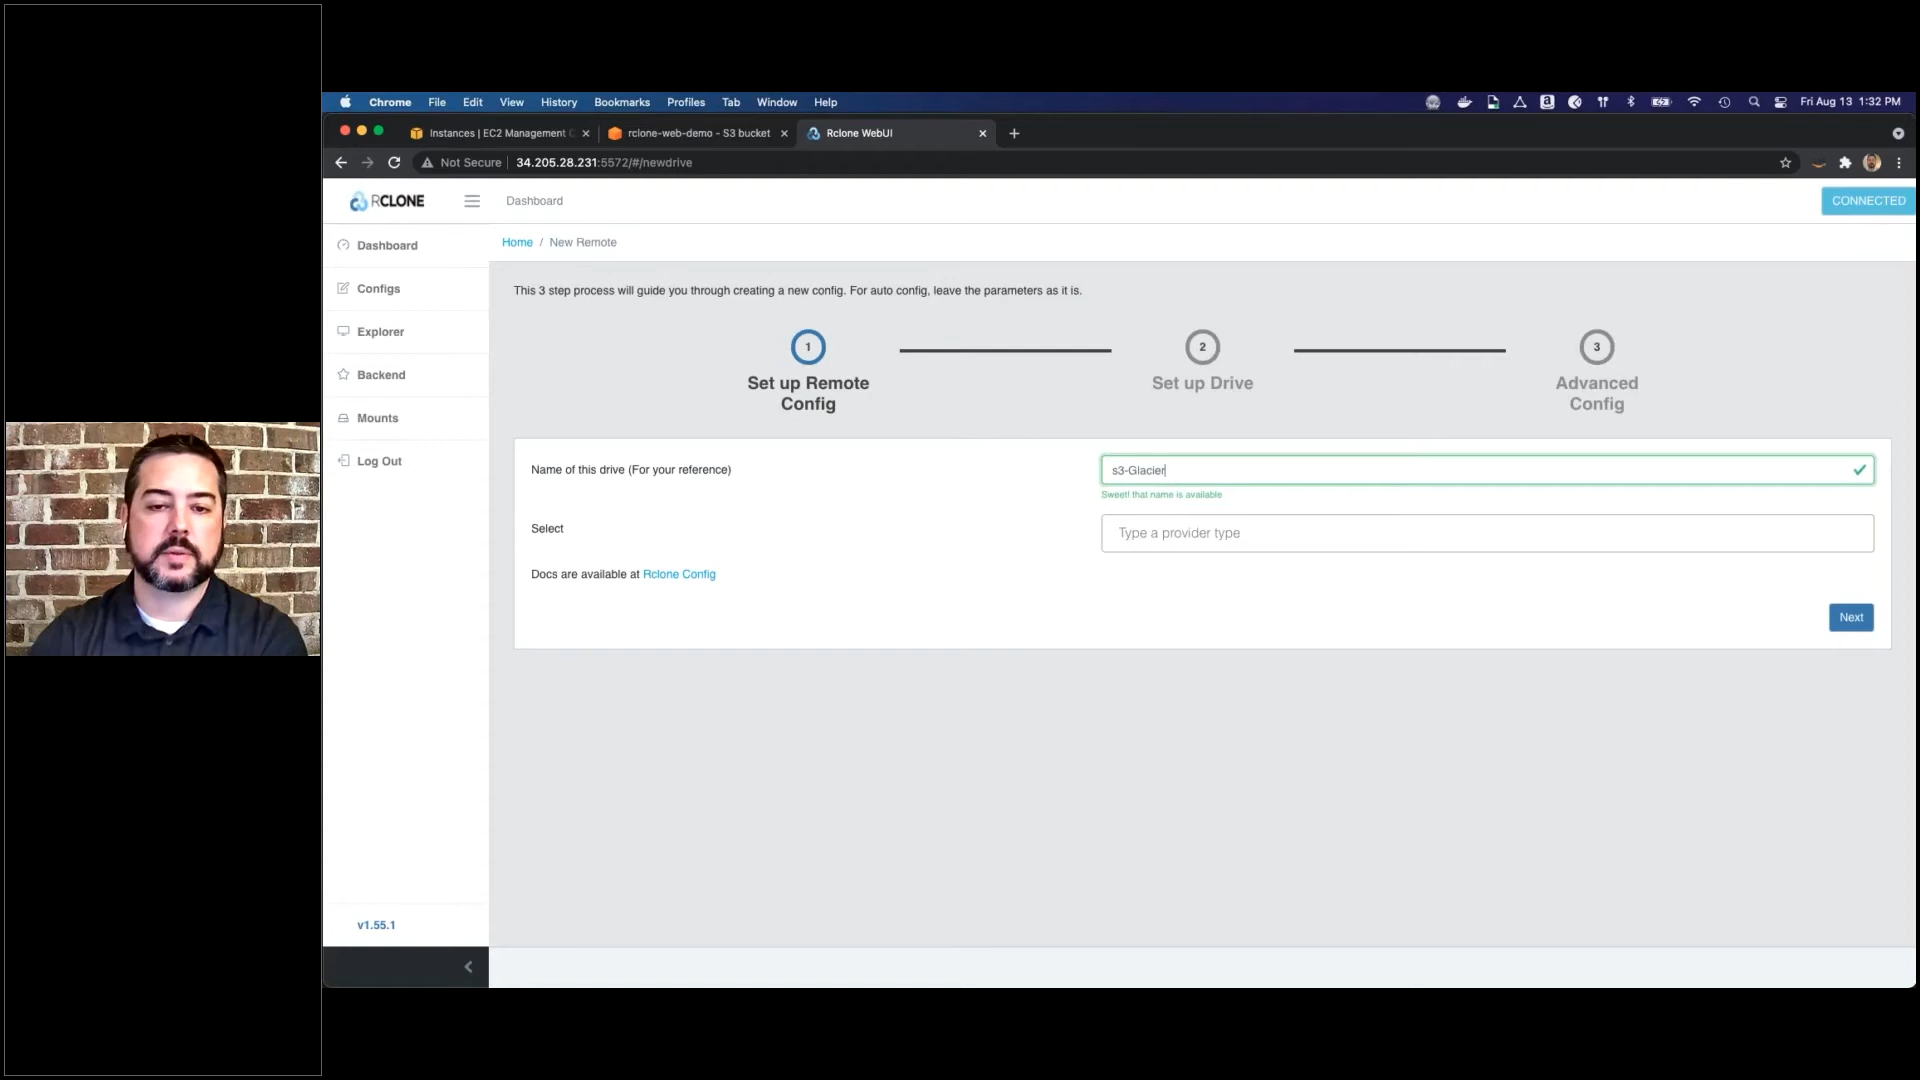 Chrome File Edit View History Bookmarks Profiles Tab Window Help Fri Aug 13 1:32 PM
Instances | EC2 Management C rclone-web-demo - S3 bucket Rclone WebUI
Not Secure 34.205.28.231:5572/#/newdrive
RCLONE Dashboard CONNECTED
Home / New Remote
Dashboard
Configs
Explorer
Backend
Mounts
Log Out
v1.55.1
This 3 step process will guide you through creating a new config. For auto config, leave the parameters as it is.
1 2 3
Set up Remote Config
Set up Drive
Advanced Config
Name of this drive (For your reference) s3-Glacier
Sweet! that name is available
Select Type a provider type
Docs are available at Rclone Config
Next